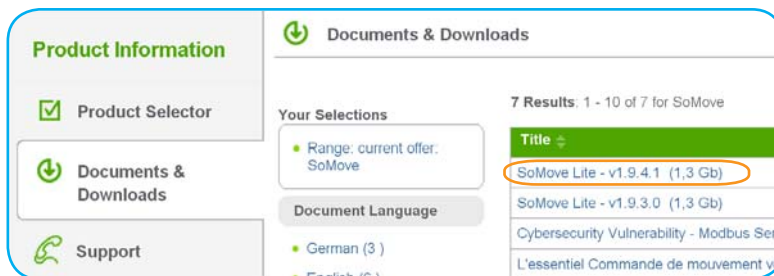 Product Information
Product Selector
Documents &
Downloads
Support
Documents & Downloads
Your Selections
Range: current offer:
SoMove
Document Language
German (3 )
English (6 )
7 Results: 1 - 10 of 7 for SoMove
Title
SoMove Lite - v1.9.4.1 (1,3 Gb)
SoMove Lite - v1.9.3.0 (1,3 Gb)
Cybersecurity Vulnerability - Modbus Ser
L'essentiel Commande de mouvement v